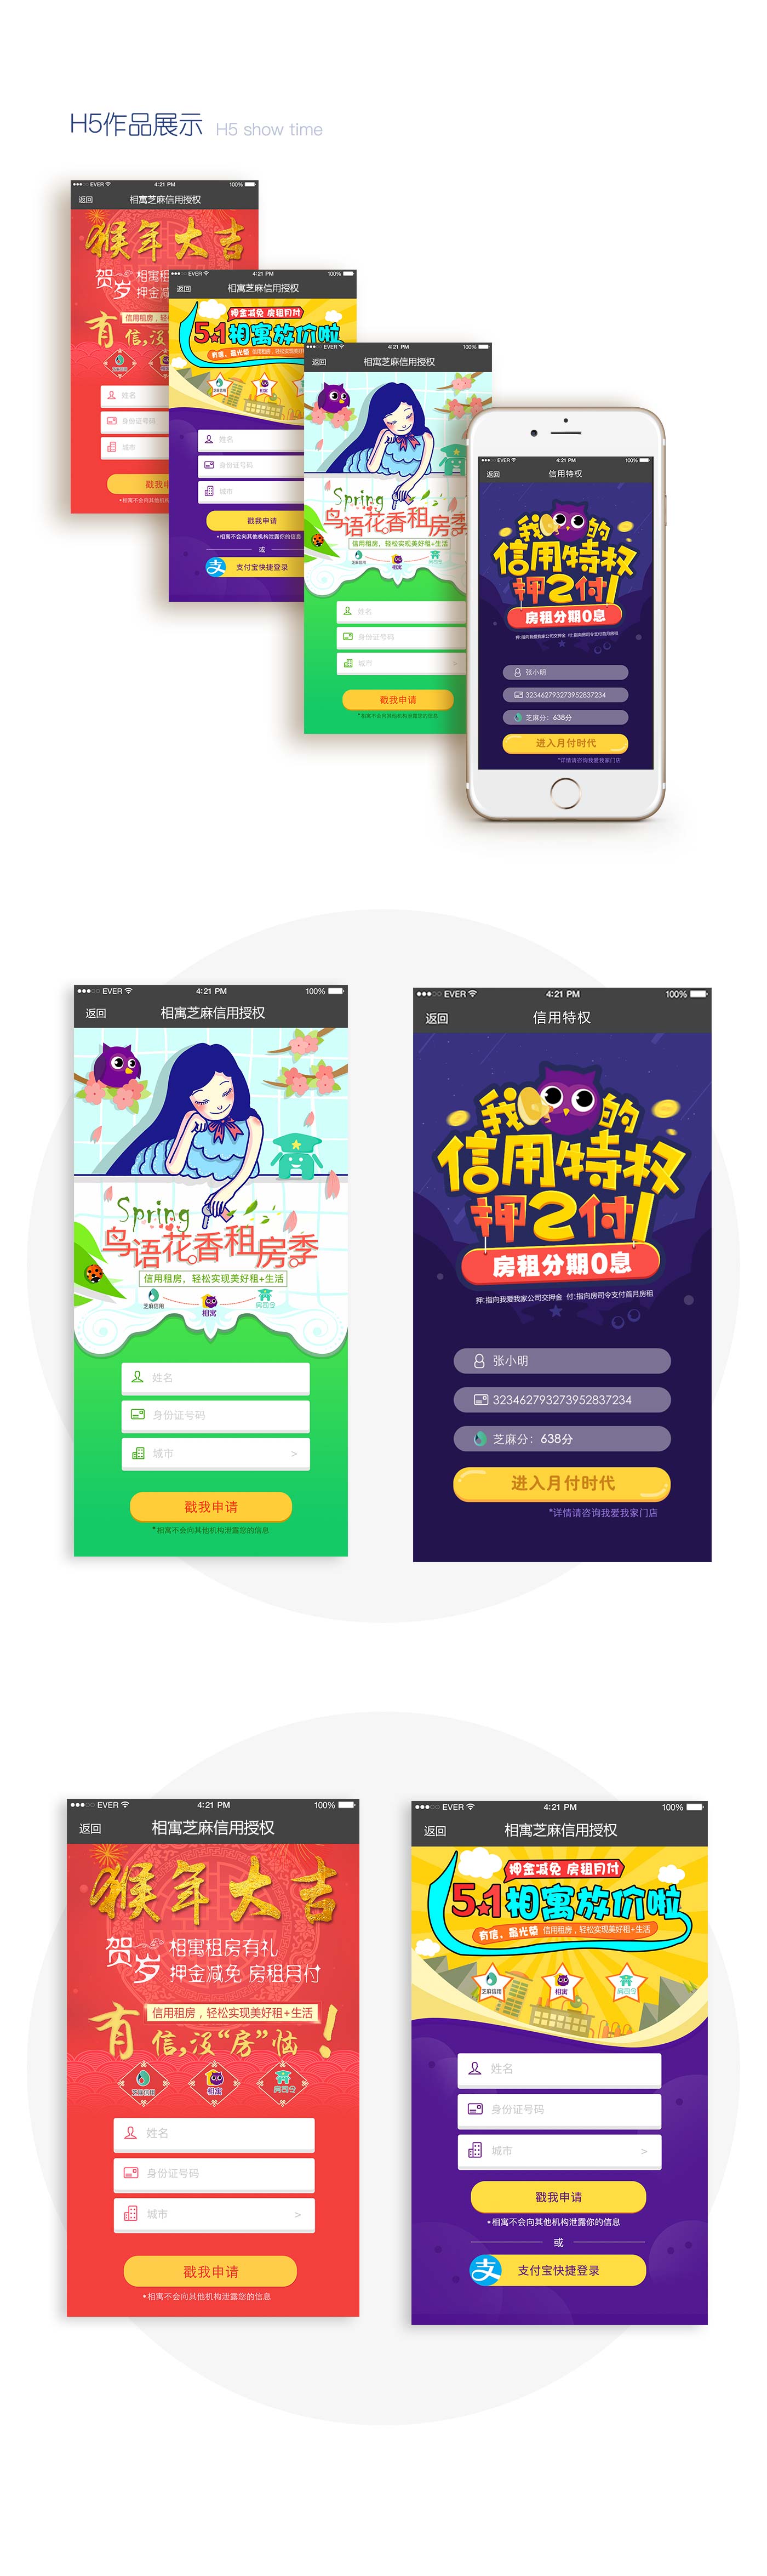 H5作品展示 H5 show time
EVER 4:21 PM 100%
返回 相寓芝麻信用授权
猴年大吉
贺岁
相寓租
押金减
有
信用租房，轻
信,没
姓名
身份证号码
城市
戳我申
*相寓不会向其他机构
EVER 4:21 PM 100%
返回 相寓芝麻信用授权
押金减免 房租月付
5.1相寓放价啦
有信，最光荣 信用租房，轻松实现美好租+生活
芝麻信用 相寓
姓名
身份证号码
城市
戳我申请
*相寓不会向其他机构泄露你的信息
或
支 支付宝快捷登录
EVER 4:21 PM 100%
返回 相寓芝麻信用授权
Spring
鸟语花香租房季
信用租房，轻松实现美好租+生活
芝麻信用 相寓 房司令
姓名
身份证号码
城市 >
戳我申请
*相寓不会向其他机构泄露您的信息
EVER 4:21 PM 100%
返回 信用特权
我的
信用特权
押2付1
房租分期0息
押:指向我爱我家公司交押金 付:指向房司令支付首月房租
张小明
323462793273952837234
芝麻分：638分
进入月付时代
*详情请咨询我爱我家门店
EVER 4:21 PM 100%
返回 相寓芝麻信用授权
Spring
鸟语花香租房季
信用租房，轻松实现美好租+生活
芝麻信用 相寓 房司令
姓名
身份证号码
城市 >
戳我申请
*相寓不会向其他机构泄露您的信息
EVER 4:21 PM 100%
返回 信用特权
我的
信用特权
押2付1
房租分期0息
押:指向我爱我家公司交押金 付:指向房司令支付首月房租
张小明
323462793273952837234
芝麻分：638分
进入月付时代
*详情请咨询我爱我家门店
EVER 4:21 PM 100%
返回 相寓芝麻信用授权
猴年大吉
贺岁
相寓租房有礼
押金减免 房租月付
有
信用租房，轻松实现美好租+生活
信,没“房”恼！
芝麻信用 相寓 房司令
姓名
身份证号码
城市 >
戳我申请
*相寓不会向其他机构泄露您的信息
EVER 4:21 PM 100%
返回 相寓芝麻信用授权
押金减免 房租月付
5.1相寓放价啦
有信，最光荣 信用租房，轻松实现美好租+生活
芝麻信用 相寓 房司令
姓名
身份证号码
城市 >
戳我申请
*相寓不会向其他机构泄露你的信息
或
支 支付宝快捷登录